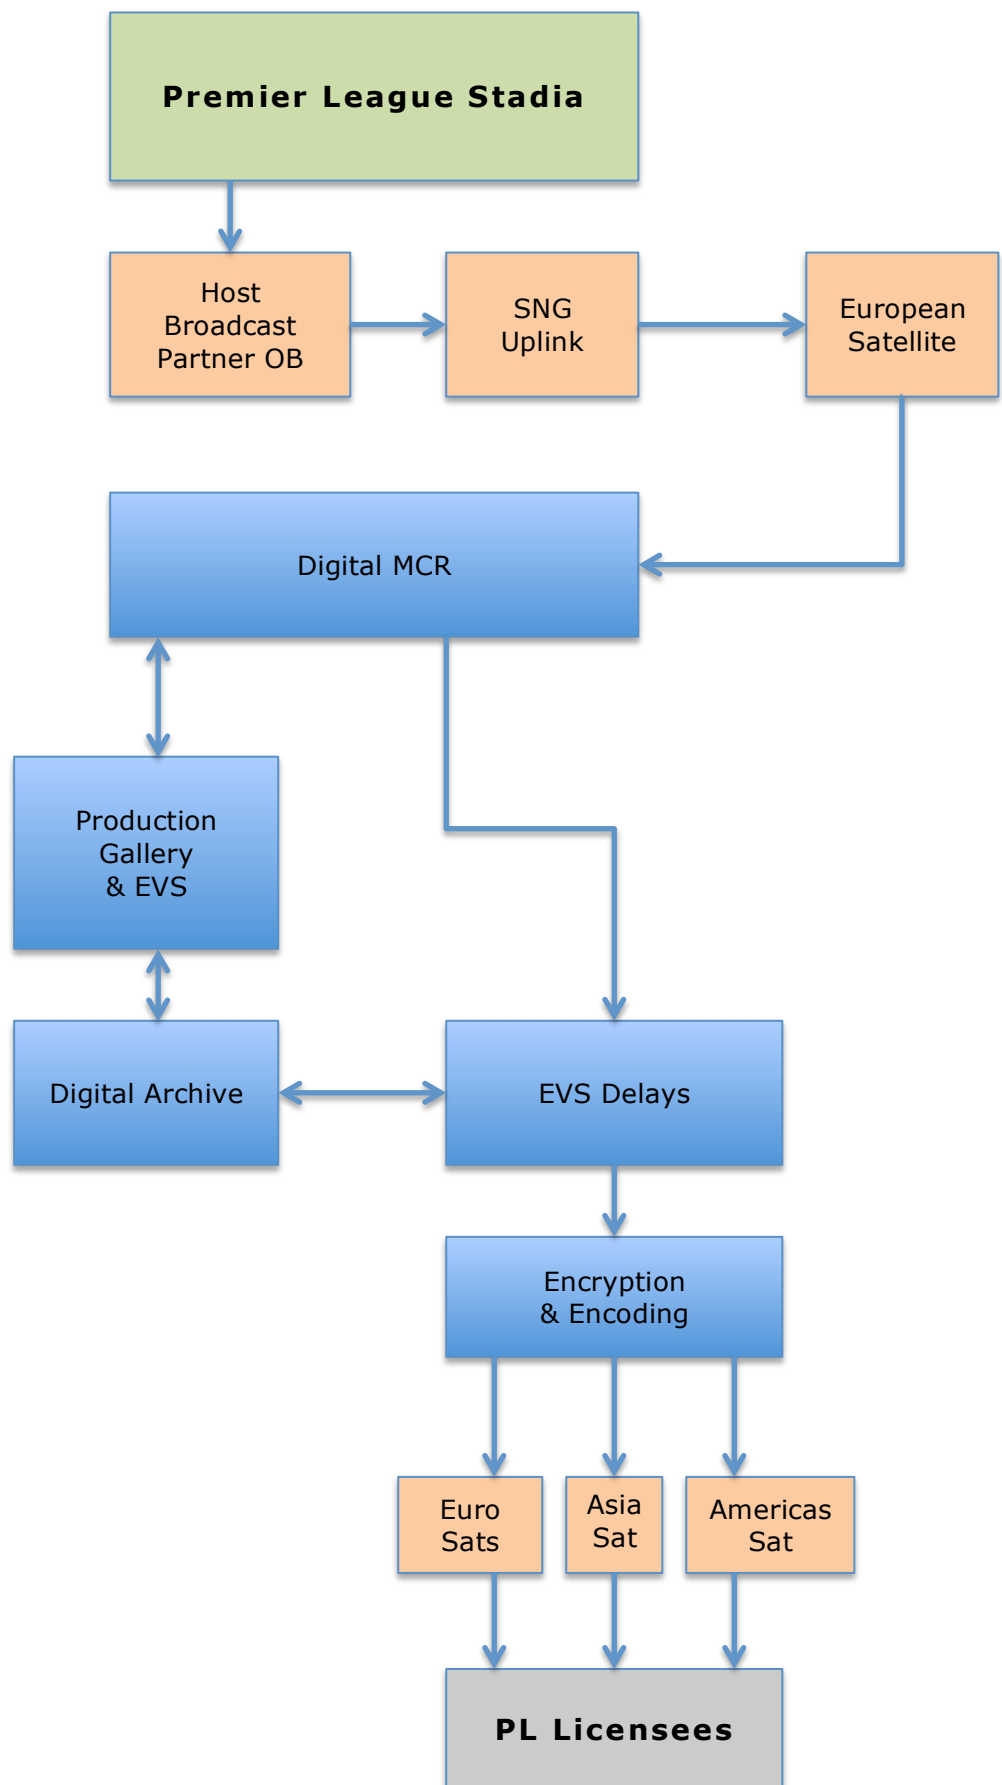 Premier League Stadia
Host
Broadcast
Partner OB
SNG
Uplink
European
Satellite
Digital MCR
Production
Gallery
& EVS
Digital Archive
EVS Delays
Encryption
& Encoding
Euro
Sats
Asia
Sat
Americas
Sat
PL Licensees